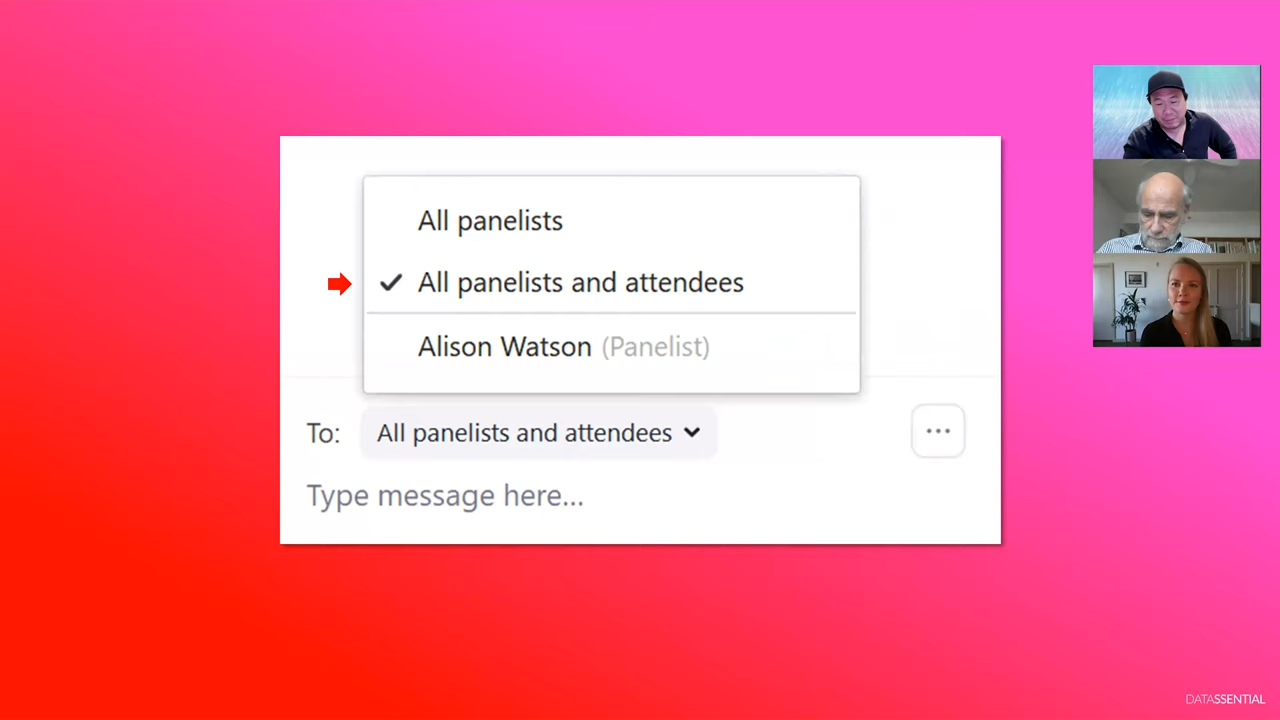 All panelists
All panelists and attendees
Alison Watson (Panelist)
To: All panelists and attendees
Type message here...
DATASSENTIAL